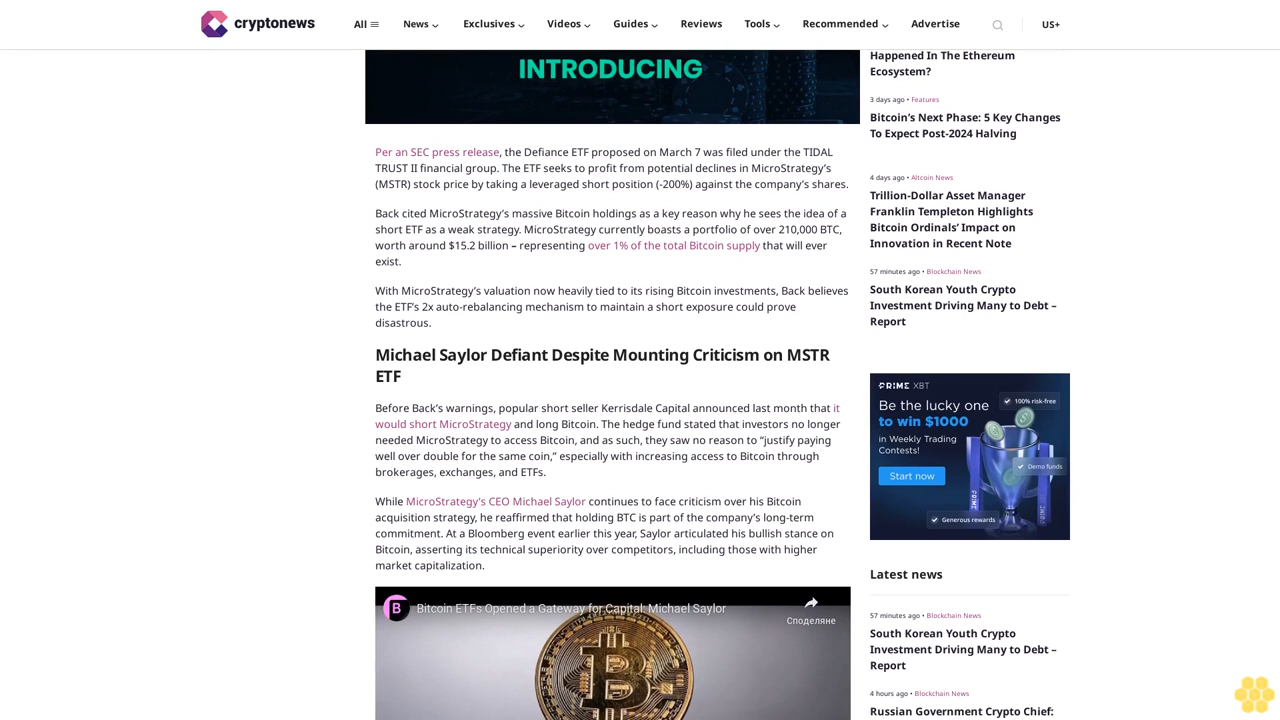 cryptonews
All
News
Exclusives
Videos
Guides
Reviews
Tools
Recommended
Advertise
US+
INTRODUCING
Per an SEC press release, the Defiance ETF proposed on March 7 was filed under the TIDAL
TRUST II financial group. The ETF seeks to profit from potential declines in MicroStrategy’s
(MSTR) stock price by taking a leveraged short position (-200%) against the company’s shares.
Back cited MicroStrategy’s massive Bitcoin holdings as a key reason why he sees the idea of a
short ETF as a weak strategy. MicroStrategy currently boasts a portfolio of over 210,000 BTC,
worth around $15.2 billion – representing over 1% of the total Bitcoin supply that will ever
exist.
With MicroStrategy’s valuation now heavily tied to its rising Bitcoin investments, Back believes
the ETF’s 2x auto-rebalancing mechanism to maintain a short exposure could prove
disastrous.
Michael Saylor Defiant Despite Mounting Criticism on MSTR
ETF
Before Back’s warnings, popular short seller Kerrisdale Capital announced last month that it
would short MicroStrategy and long Bitcoin. The hedge fund stated that investors no longer
needed MicroStrategy to access Bitcoin, and as such, they saw no reason to “justify paying
well over double for the same coin,” especially with increasing access to Bitcoin through
brokerages, exchanges, and ETFs.
While MicroStrategy’s CEO Michael Saylor continues to face criticism over his Bitcoin
acquisition strategy, he reaffirmed that holding BTC is part of the company’s long-term
commitment. At a Bloomberg event earlier this year, Saylor articulated his bullish stance on
Bitcoin, asserting its technical superiority over competitors, including those with higher
market capitalization.
B
Bitcoin ETFs Opened a Gateway for Capital: Michael Saylor
Споделяне
Happened In The Ethereum
Ecosystem?
3 days ago • Features
Bitcoin’s Next Phase: 5 Key Changes
To Expect Post-2024 Halving
4 days ago • Altcoin News
Trillion-Dollar Asset Manager
Franklin Templeton Highlights
Bitcoin Ordinals’ Impact on
Innovation in Recent Note
57 minutes ago • Blockchain News
South Korean Youth Crypto
Investment Driving Many to Debt –
Report
PRIME XBT
Be the lucky one
to win $1000
in Weekly Trading
Contests!
Start now
100% risk-free
Demo funds
Generous rewards
PRIME
Latest news
57 minutes ago • Blockchain News
South Korean Youth Crypto
Investment Driving Many to Debt –
Report
4 hours ago • Blockchain News
Russian Government Crypto Chief: